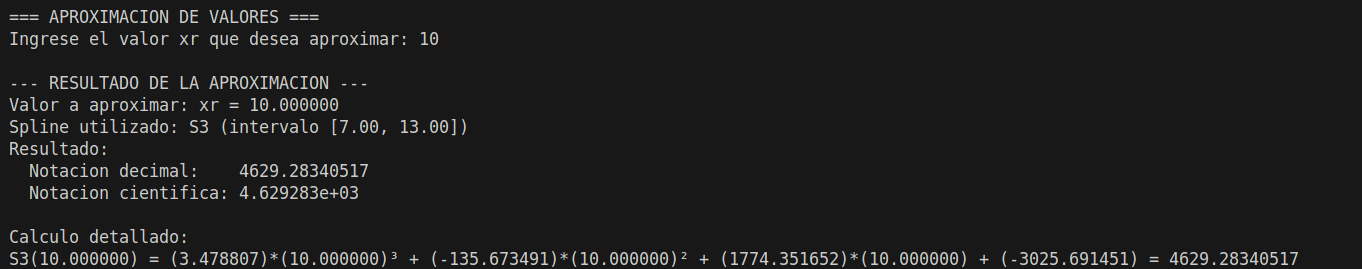 === APROXIMACION DE VALORES ===
Ingrese el valor xr que desea aproximar: 10
--- RESULTADO DE LA APROXIMACION ---
Valor a aproximar: xr = 10.000000
Spline utilizado: S3 (intervalo [7.00, 13.00])
Resultado:
  Notacion decimal:    4629.28340517
  Notacion cientifica: 4.629283e+03
Calculo detallado:
S3(10.000000) = (3.478807)*(10.000000)³ + (-135.673491)*(10.000000)² + (1774.351652)*(10.000000) + (-3025.691451) = 4629.28340517